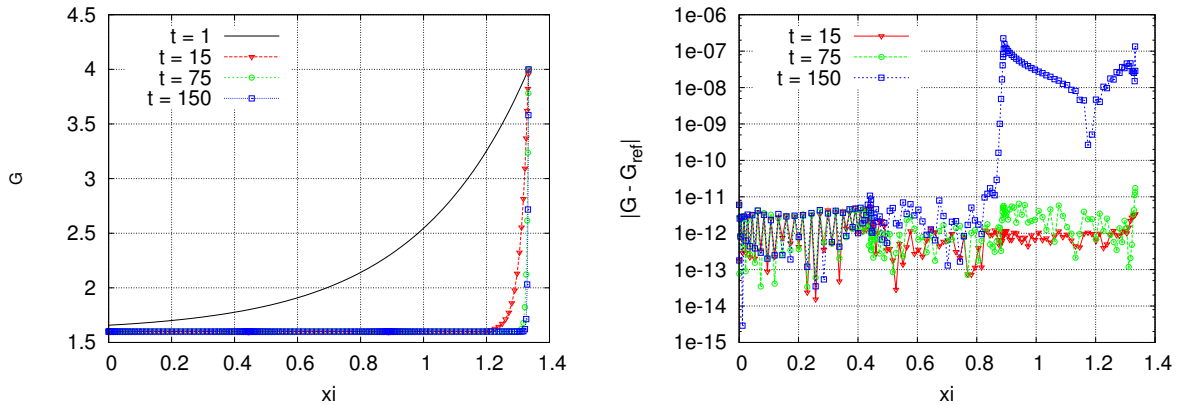 4.5
4
3.5
3
2.5
2
1.5
G
t = 1
t = 15
t = 75
t = 150
0 0.2 0.4 0.6 0.8 1 1.2 1.4
xi
1e-06
1e-07
1e-08
1e-09
1e-10
1e-11
1e-12
1e-13
1e-14
1e-15
|G - Gref|
t = 15
t = 75
t = 150
0 0.2 0.4 0.6 0.8 1 1.2 1.4
xi